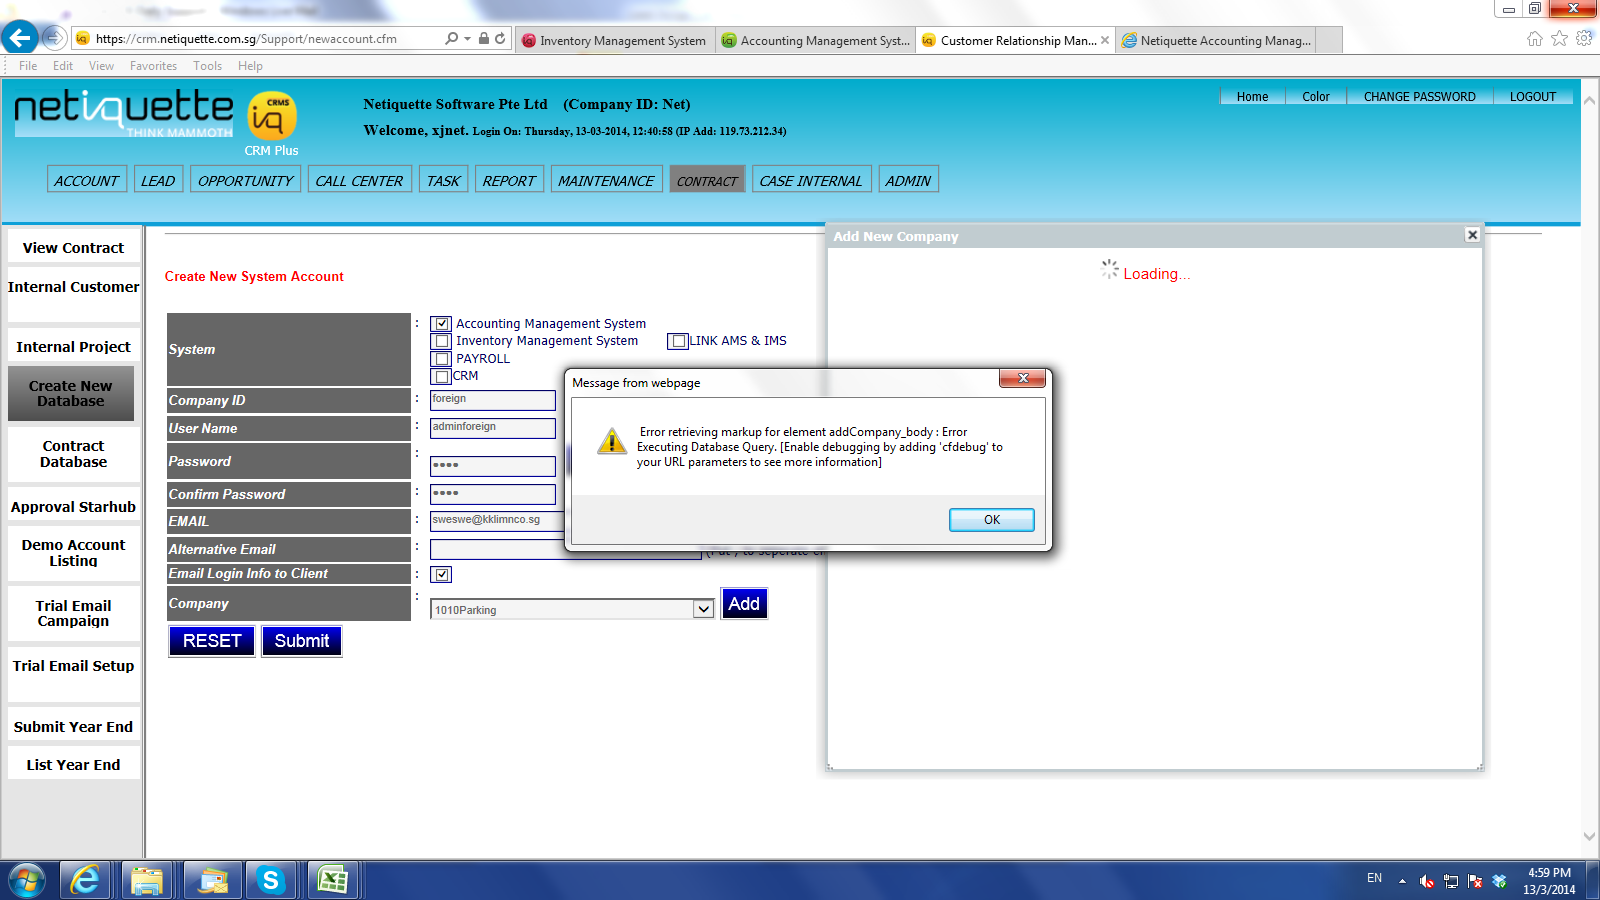 https://crm.netiquette.com.sg/Support/newaccount.cfm
Inventory Management System
Accounting Management Syst...
Customer Relationship Man...
Netiquette Accounting Manag...
File Edit View Favorites Tools Help
netiquette
THINK MAMMOTH
CRMS
iQ
CRM Plus
Netiquette Software Pte Ltd (Company ID: Net)
Welcome, xjnet. Login On: Thursday, 13-03-2014, 12:40:58 (IP Add: 119.73.212.34)
Home Color CHANGE PASSWORD LOGOUT
ACCOUNT LEAD OPPORTUNITY CALL CENTER TASK REPORT MAINTENANCE CONTRACT CASE INTERNAL ADMIN
View Contract
Internal Customer
Internal Project
Create New
Database
Contract
Database
Approval Starhub
Demo Account
Listing
Trial Email
Campaign
Trial Email Setup
Submit Year End
List Year End
Create New System Account
System : Accounting Management System
Inventory Management System LINK AMS & IMS
PAYROLL
CRM
Company ID : foreign
User Name : adminforeign
Password : ••••
Confirm Password : ••••
EMAIL : sweswe@kklimnco.sg
Alternative Email :
Email Login Info to Client :
Company : 1010Parking Add
RESET Submit
Add New Company
Loading...
Message from webpage
Error retrieving markup for element addCompany_body : Error
Executing Database Query. [Enable debugging by adding 'cfdebug' to
your URL parameters to see more information]
OK
EN
4:59 PM
13/3/2014